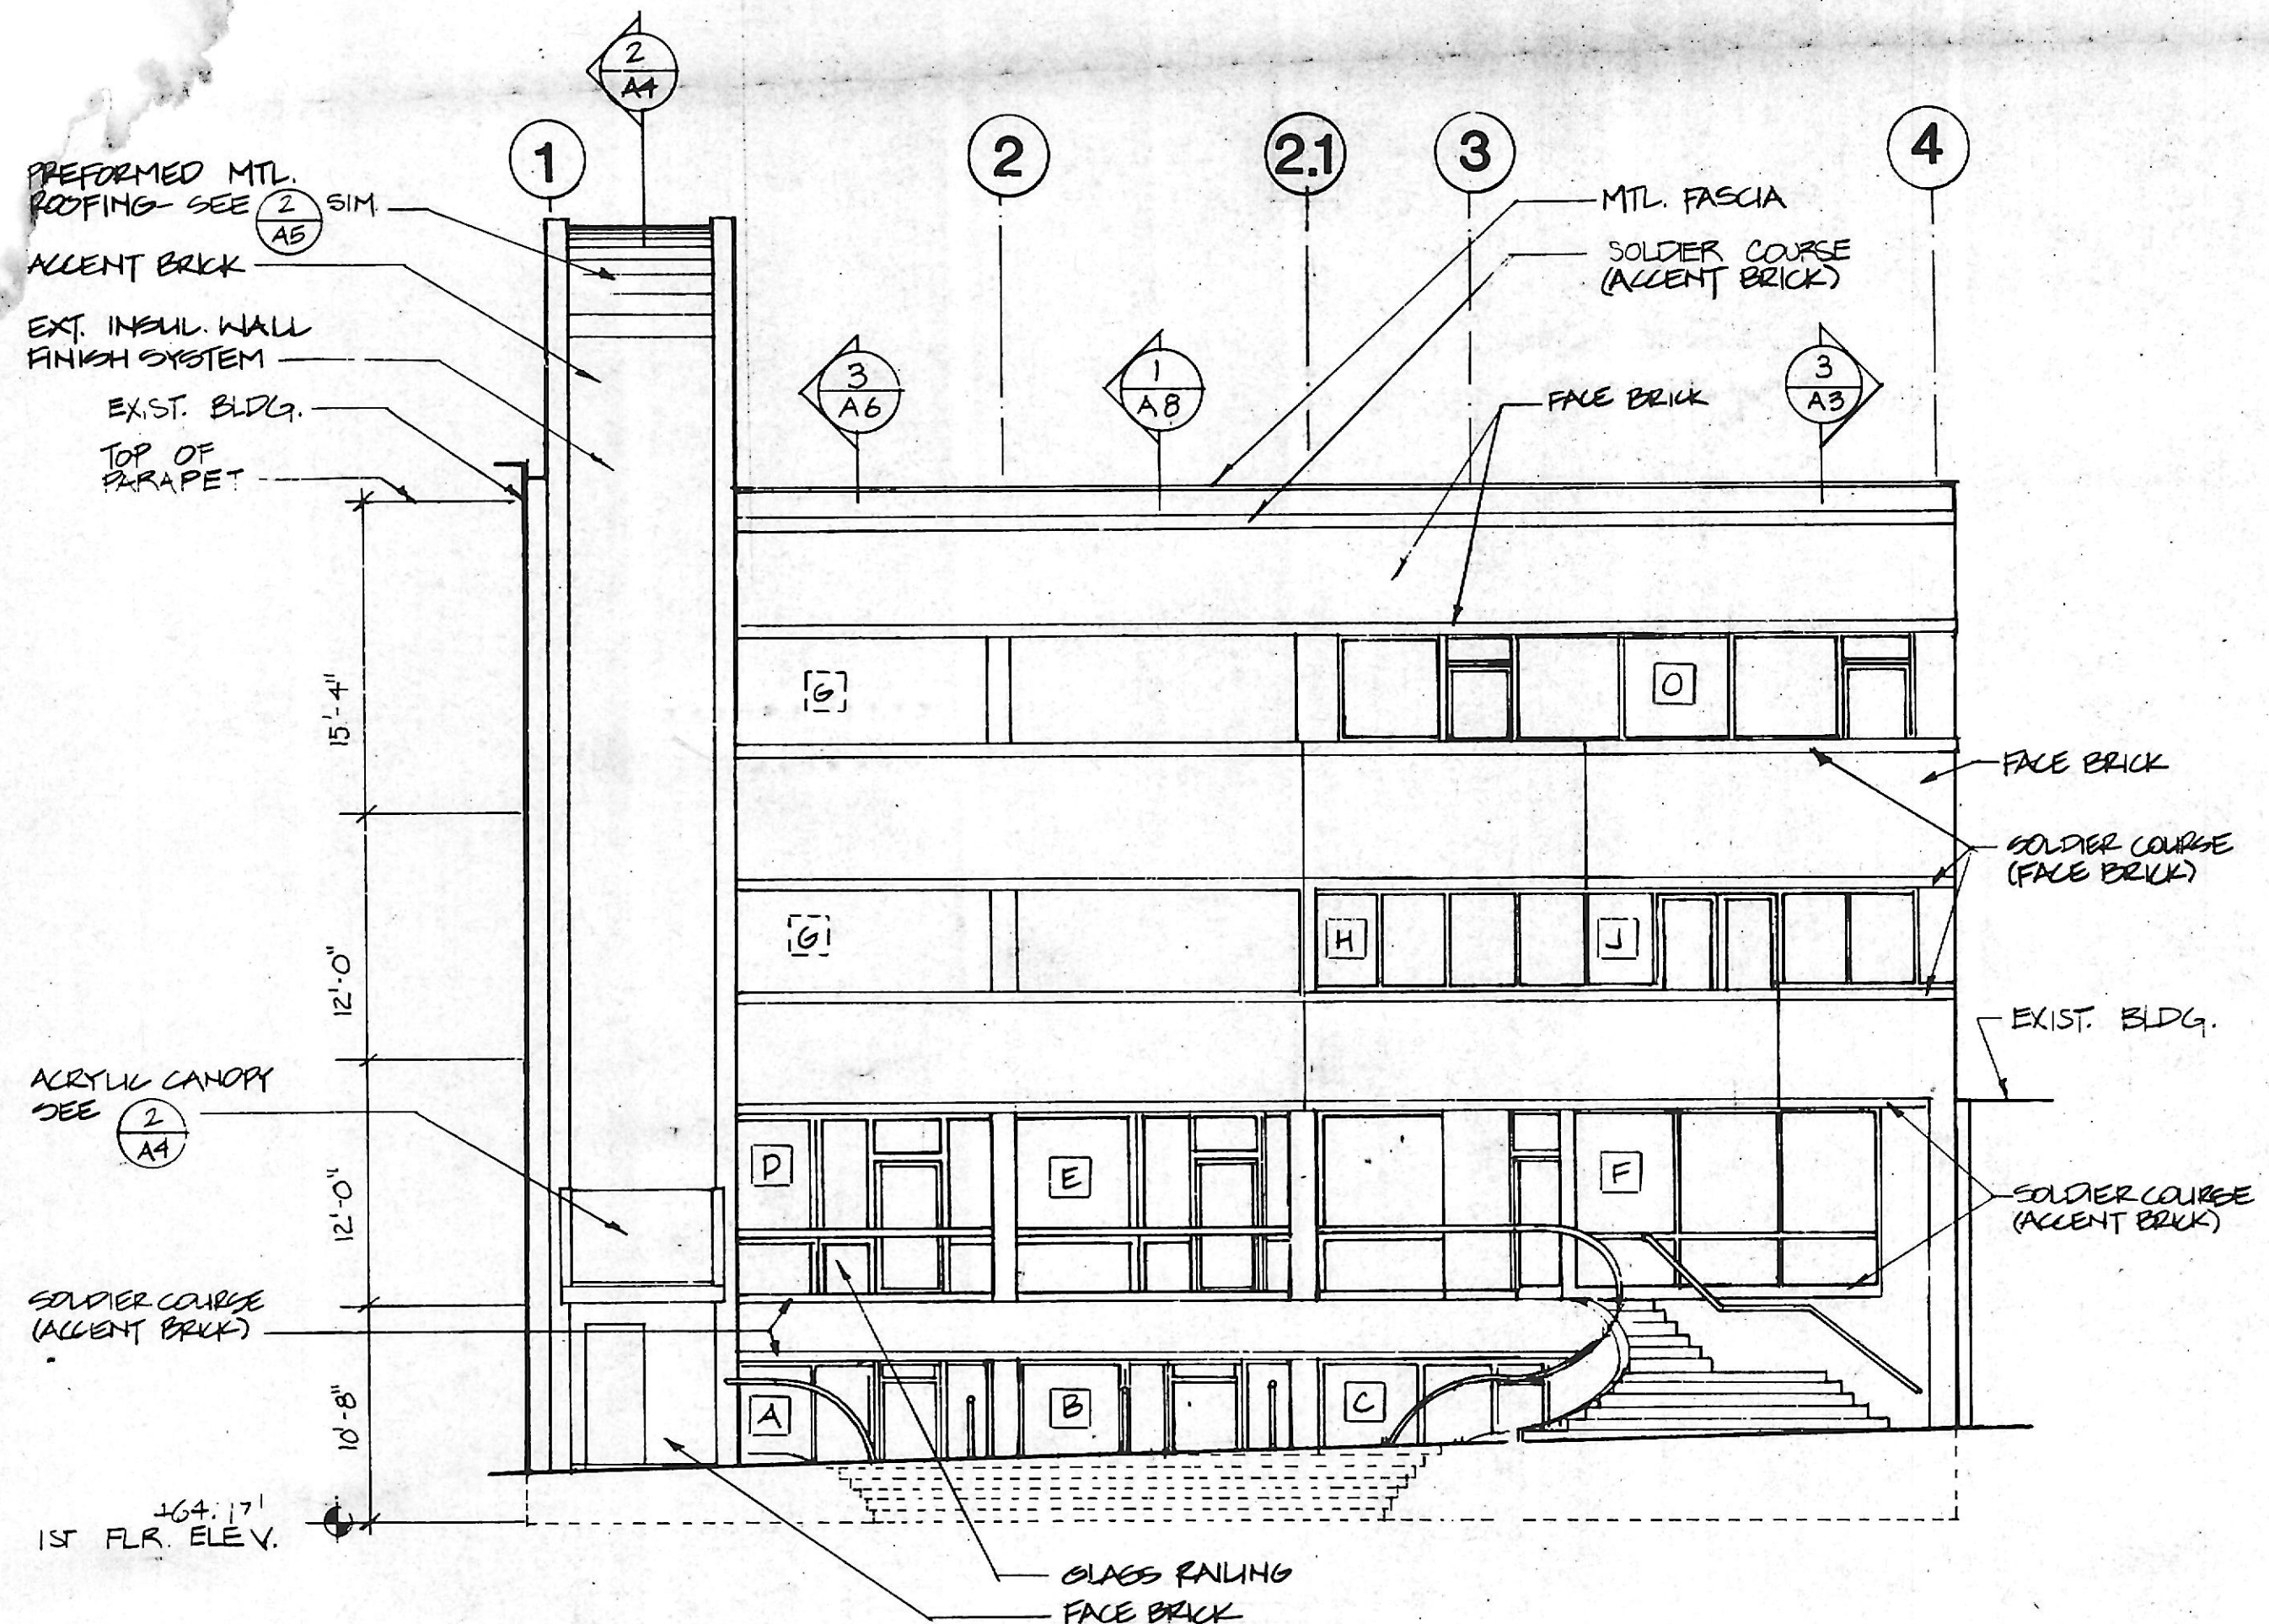 2
A4
1
2
2.1
3
4
PREFORMED MTL.
ROOFING - SEE 2 SIM.
A5
ACCENT BRICK
EXT. INSUL. WALL
FINISH SYSTEM
EXIST. BLDG.
TOP OF
PARAPET
MTL. FASCIA
SOLDIER COURSE
(ACCENT BRICK)
3
A6
1
A8
3
A3
FACE BRICK
15'-4"
G
O
FACE BRICK
SOLDIER COURSE
(FACE BRICK)
12'-0"
G
H
J
EXIST. BLDG.
ACRYLIC CANOPY
SEE 2
A4
12'-0"
D
E
F
SOLDIER COURSE
(ACCENT BRICK)
SOLDIER COURSE
(ACCENT BRICK)
10'-8"
A
B
C
+64.17'
1ST FLR. ELEV.
GLASS RAILING
FACE BRICK